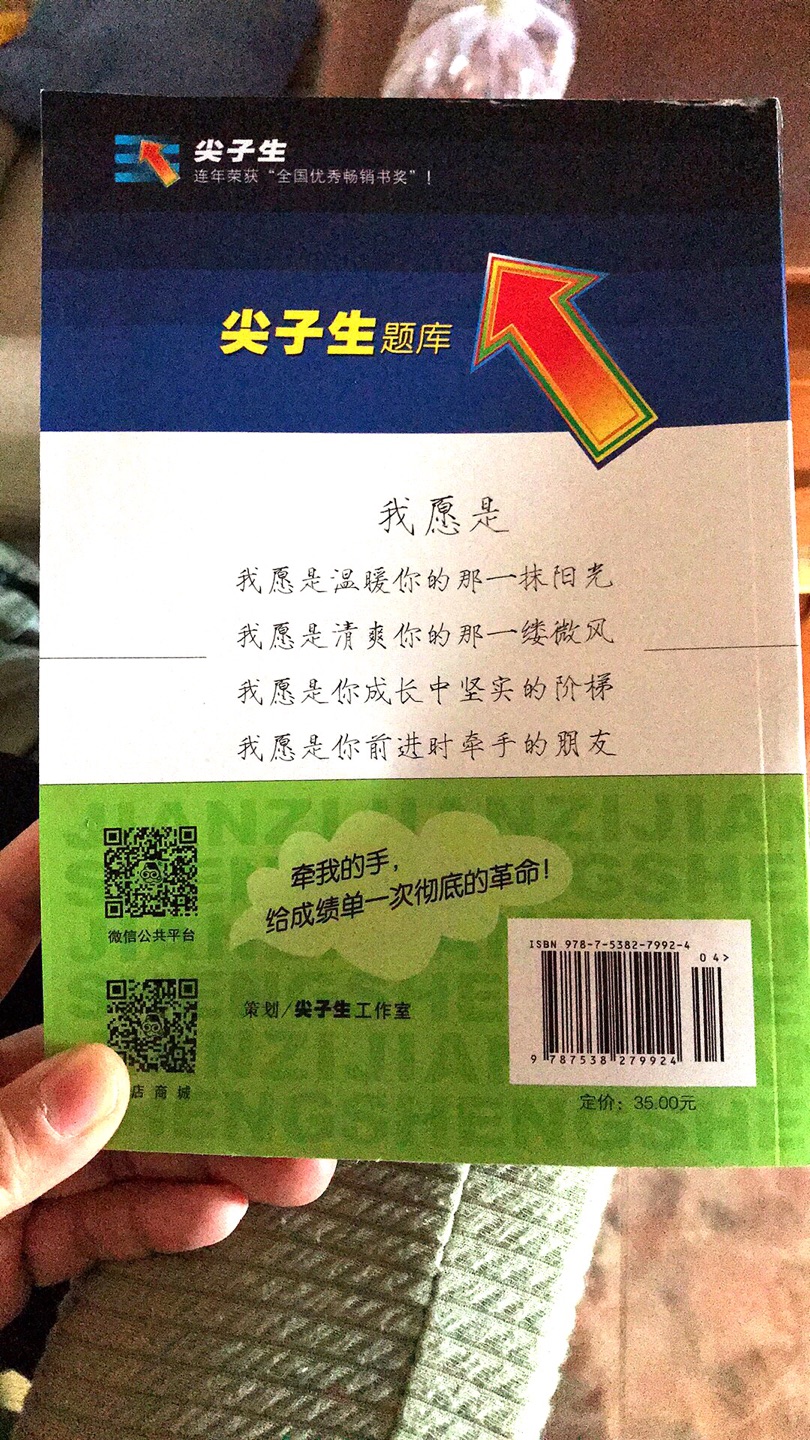 尖子生
连年荣获“全国优秀畅销书奖”！
尖子生题库
我愿是
我愿是温暖你的那一抹阳光
我愿是清爽你的那一缕微风
我愿是你成长中坚实的阶梯
我愿是你前进时牵手的朋友
牵我的手，
给成绩单一次彻底的革命！
微信公共平台
策划/尖子生工作室
店商城
ISBN 978-7-5382-7992-4
04>
9 787538 279924
定价：35.00元
JIANZIJIANZIJIAN